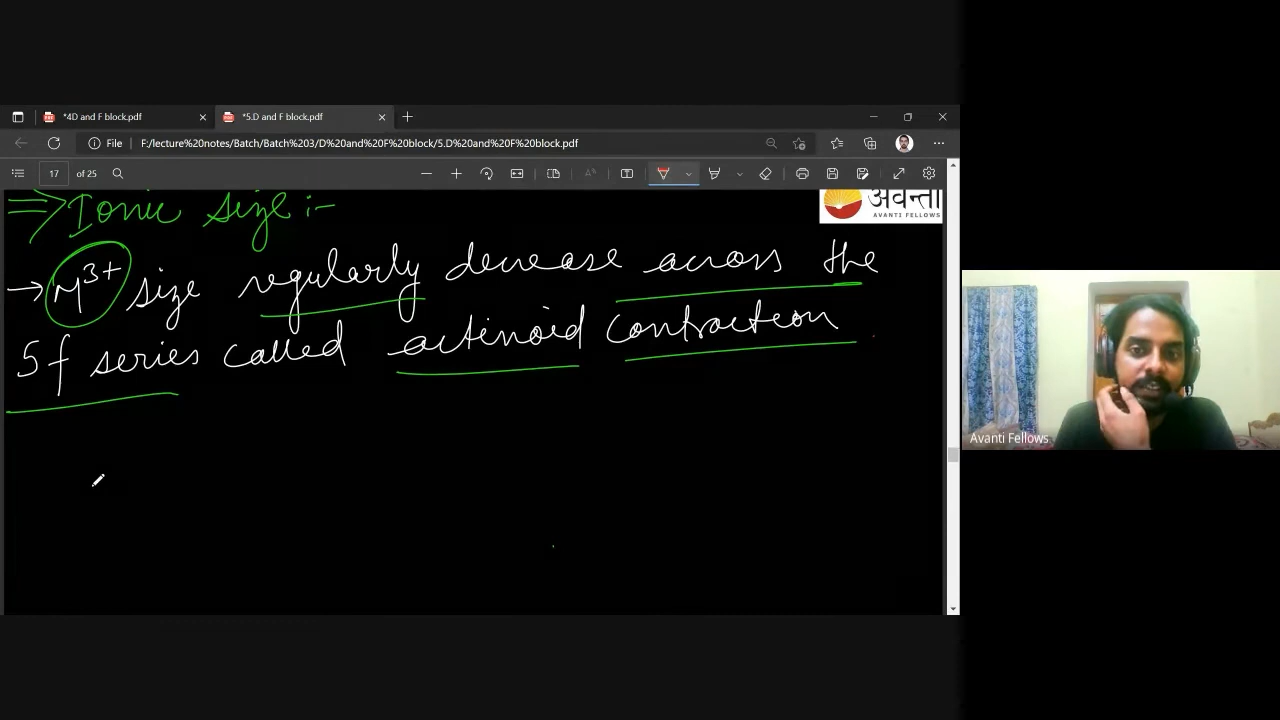 *4D and F block.pdf
*5.D and F block.pdf
File F:/lecture%20notes/Batch/Batch%203/D%20and%20F%20block/5.D%20and%20F%20block.pdf
17 of 25
⇒ Ionic Size :-
अवन्ती
AVANTI FELLOWS
→ M³⁺ size regularly decrease across the
5f series called actinoid contraction
Avanti Fellows